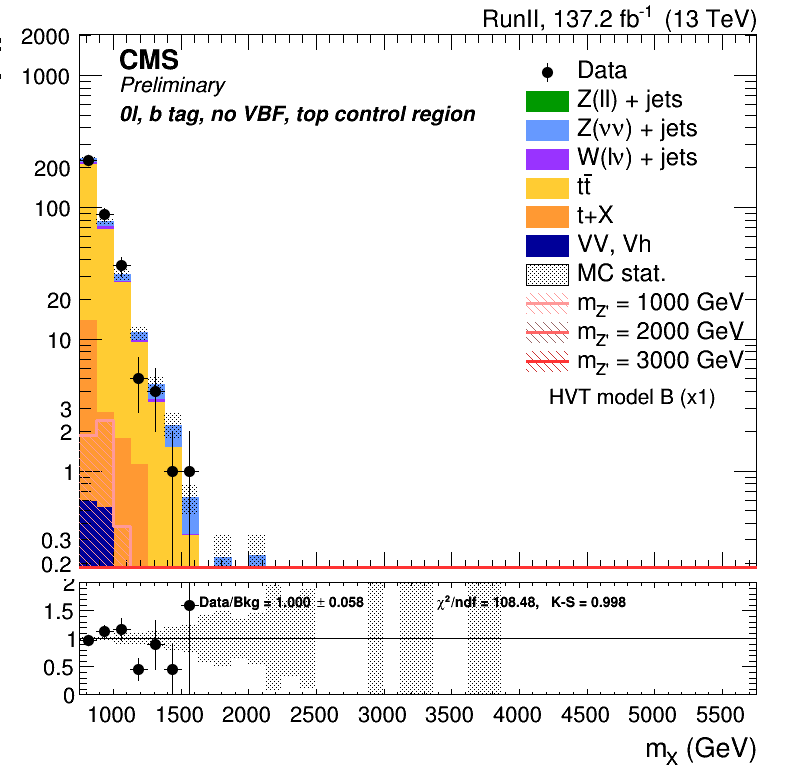 RunII, 137.2 fb⁻¹ (13 TeV)
2000
1000
200
100
20
10
3
2
1
0.3
0.2
CMS
Preliminary
0l, b tag, no VBF, top control region
Data
Z(ll) + jets
Z(νν) + jets
W(lν) + jets
tt̄
t+X
VV, Vh
MC stat.
m_Z' = 1000 GeV
m_Z' = 2000 GeV
m_Z' = 3000 GeV
HVT model B (x1)
2
1.5
1
0.5
0
Data/Bkg = 1.000 ± 0.058 χ²/ndf = 108.48, K-S = 0.998
1000 1500 2000 2500 3000 3500 4000 4500 5000 5500
m_X (GeV)